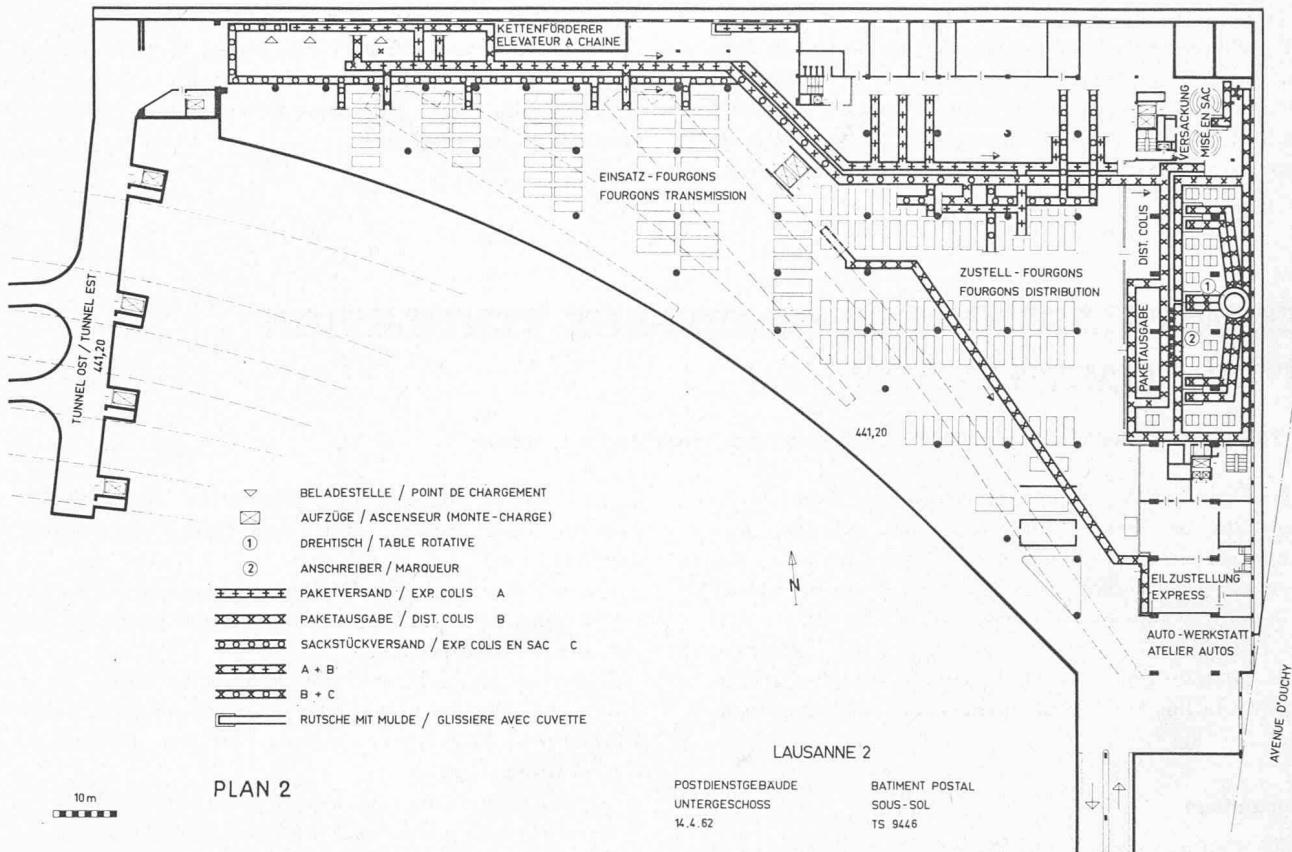 KETTENFÖRDERER
ELEVATEUR A CHAINE
VERSACKUNG
MISE EN SAC
EINSATZ - FOURGONS
FOURGONS TRANSMISSION
DIST. COLIS
ZUSTELL - FOURGONS
FOURGONS DISTRIBUTION
1
2
PAKETAUSGABE
TUNNEL OST / TUNNEL EST
441,20
441,20
BELADESTELLE / POINT DE CHARGEMENT
AUFZÜGE / ASCENSEUR (MONTE-CHARGE)
1 DREHTISCH / TABLE ROTATIVE
2 ANSCHREIBER / MARQUEUR
PAKETVERSAND / EXP. COLIS A
PAKETAUSGABE / DIST. COLIS B
SACKSTÜCKVERSAND / EXP. COLIS EN SAC C
A + B
B + C
RUTSCHE MIT MULDE / GLISSIERE AVEC CUVETTE
N
EILZUSTELLUNG
EXPRESS
AUTO - WERKSTATT
ATELIER AUTOS
AVENUE D'OUCHY
PLAN 2
10 m
LAUSANNE 2
POSTDIENSTGEBÄUDE
UNTERGESCHOSS
14.4.62
BATIMENT POSTAL
SOUS - SOL
TS 9446